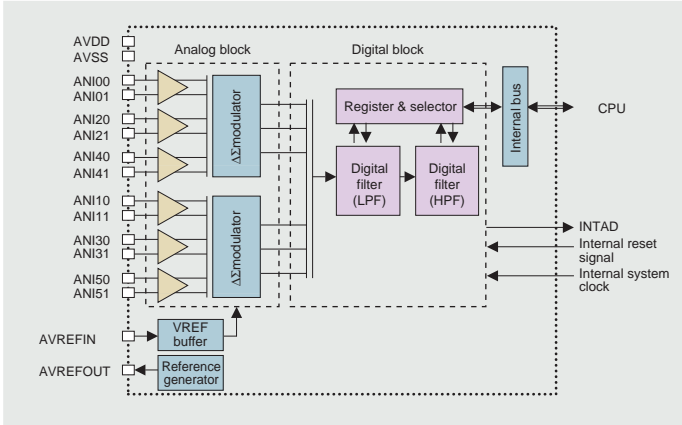 AVDD
AVSS
Analog block
Digital block
ANI00
ANI01
ANI20
ANI21
ANI40
ANI41
ΔΣmodulator
ANI10
ANI11
ANI30
ANI31
ANI50
ANI51
ΔΣmodulator
Register & selector
Digital
filter
(LPF)
Digital
filter
(HPF)
Internal bus
CPU
INTAD
Internal reset
signal
Internal system
clock
AVREFIN
VREF
buffer
AVREFOUT
Reference
generator